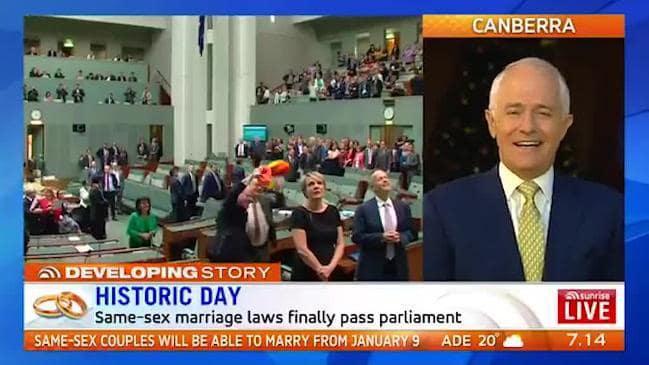 CANBERRA
DEVELOPING STORY
HISTORIC DAY
Same-sex marriage laws finally pass parliament
sunrise
LIVE
SAME-SEX COUPLES WILL BE ABLE TO MARRY FROM JANUARY 9 ADE 20° 7.14